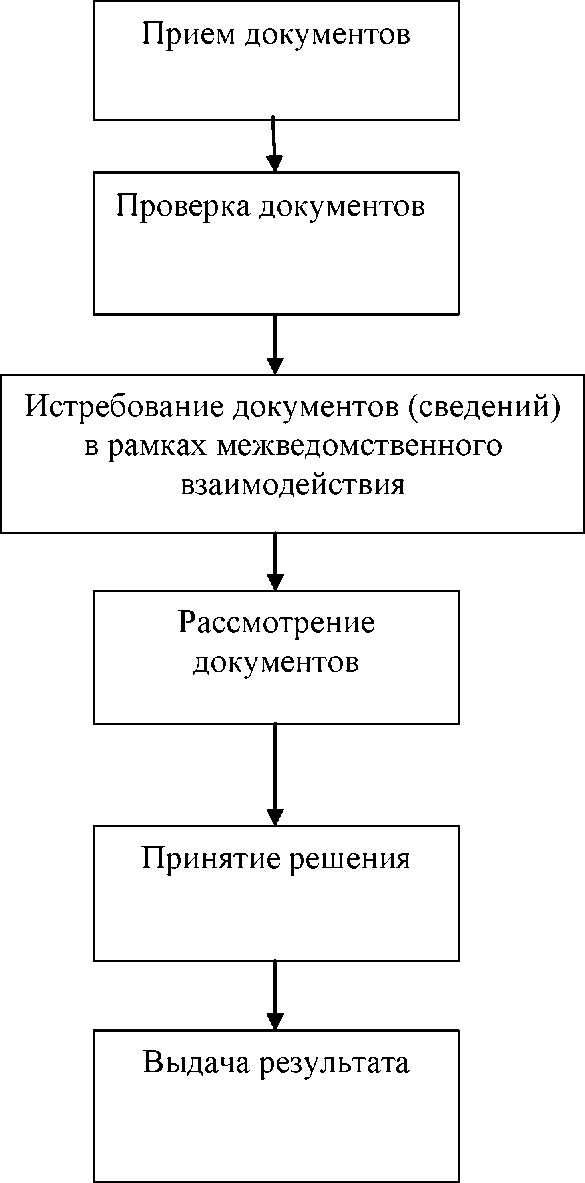 Прием документов
Проверка документов
Истребование документов (сведений)
в рамках межведомственного
взаимодействия
Рассмотрение
документов
Принятие решения
Выдача результата